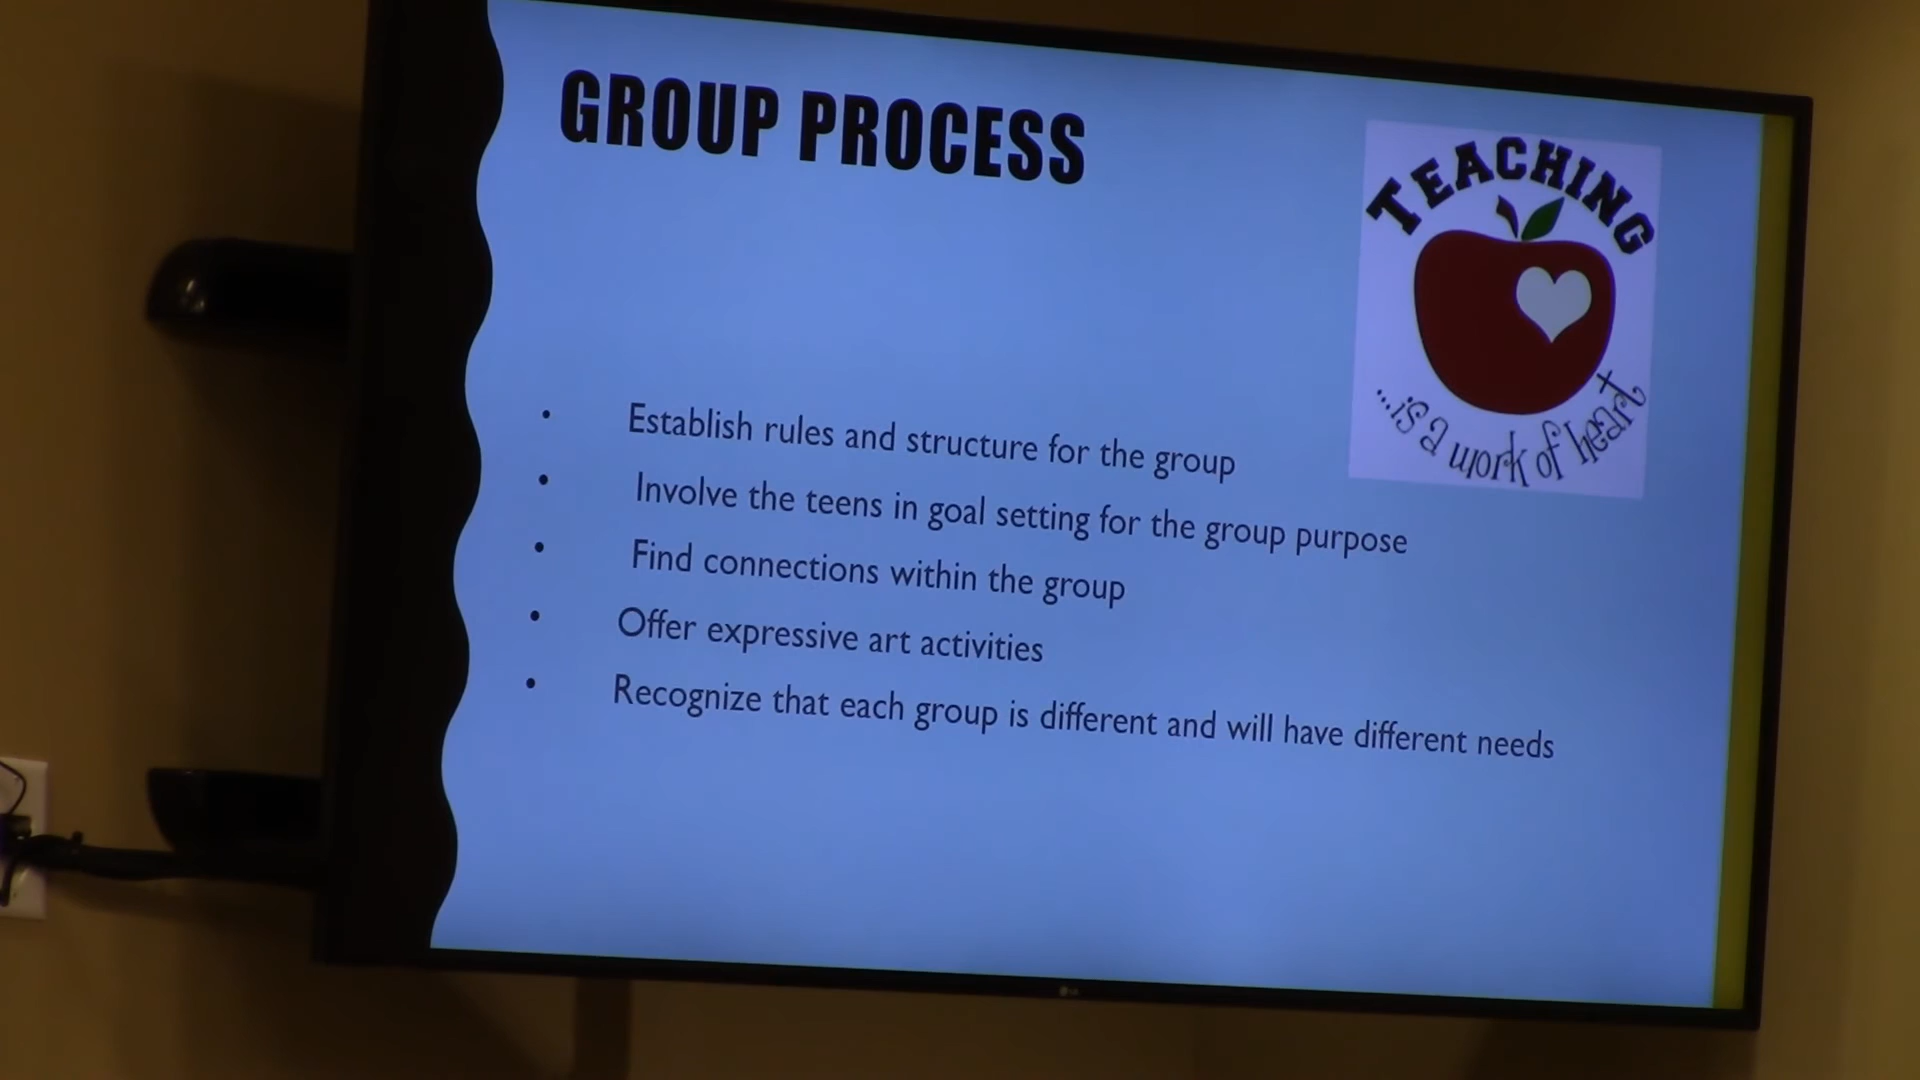 GROUP PROCESS
TEACHING
...is a work of heart
• Establish rules and structure for the group
• Involve the teens in goal setting for the group purpose
• Find connections within the group
• Offer expressive art activities
• Recognize that each group is different and will have different needs
LG